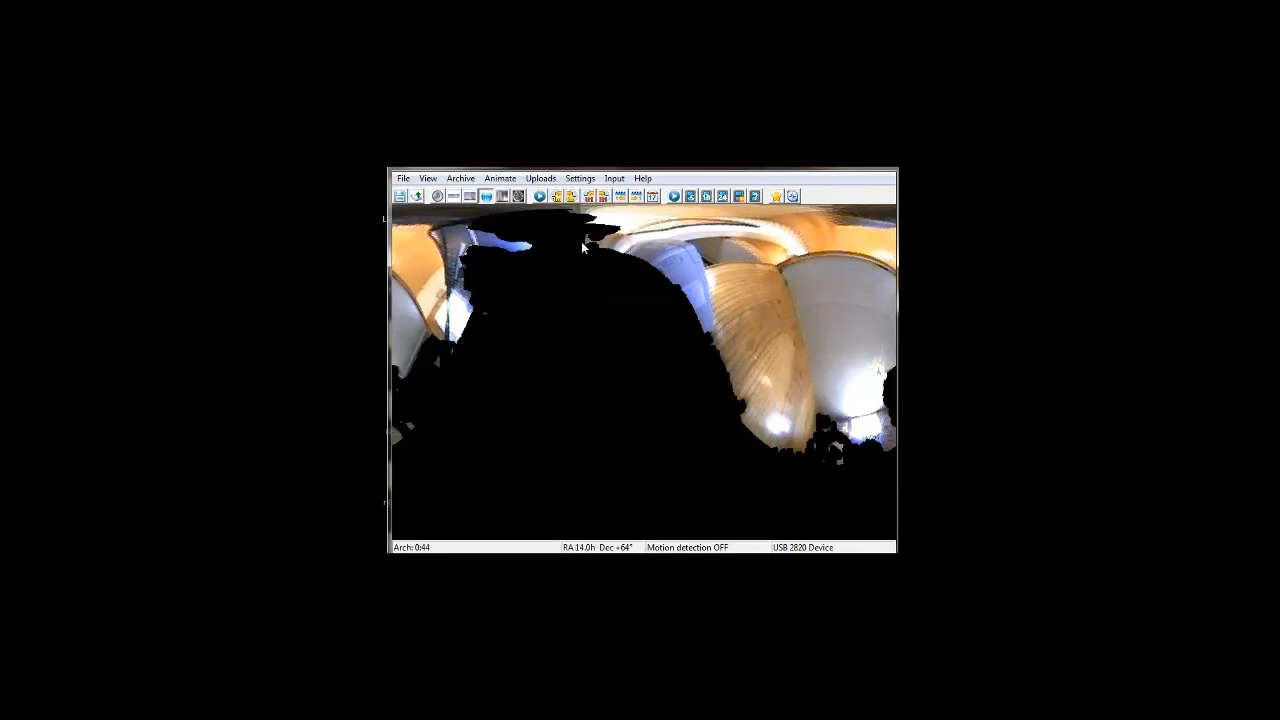 File View Archive Animate Uploads Settings Input Help
Arch: 0:44 RA 14.0h Dec +64° Motion detection OFF USB 2820 Device